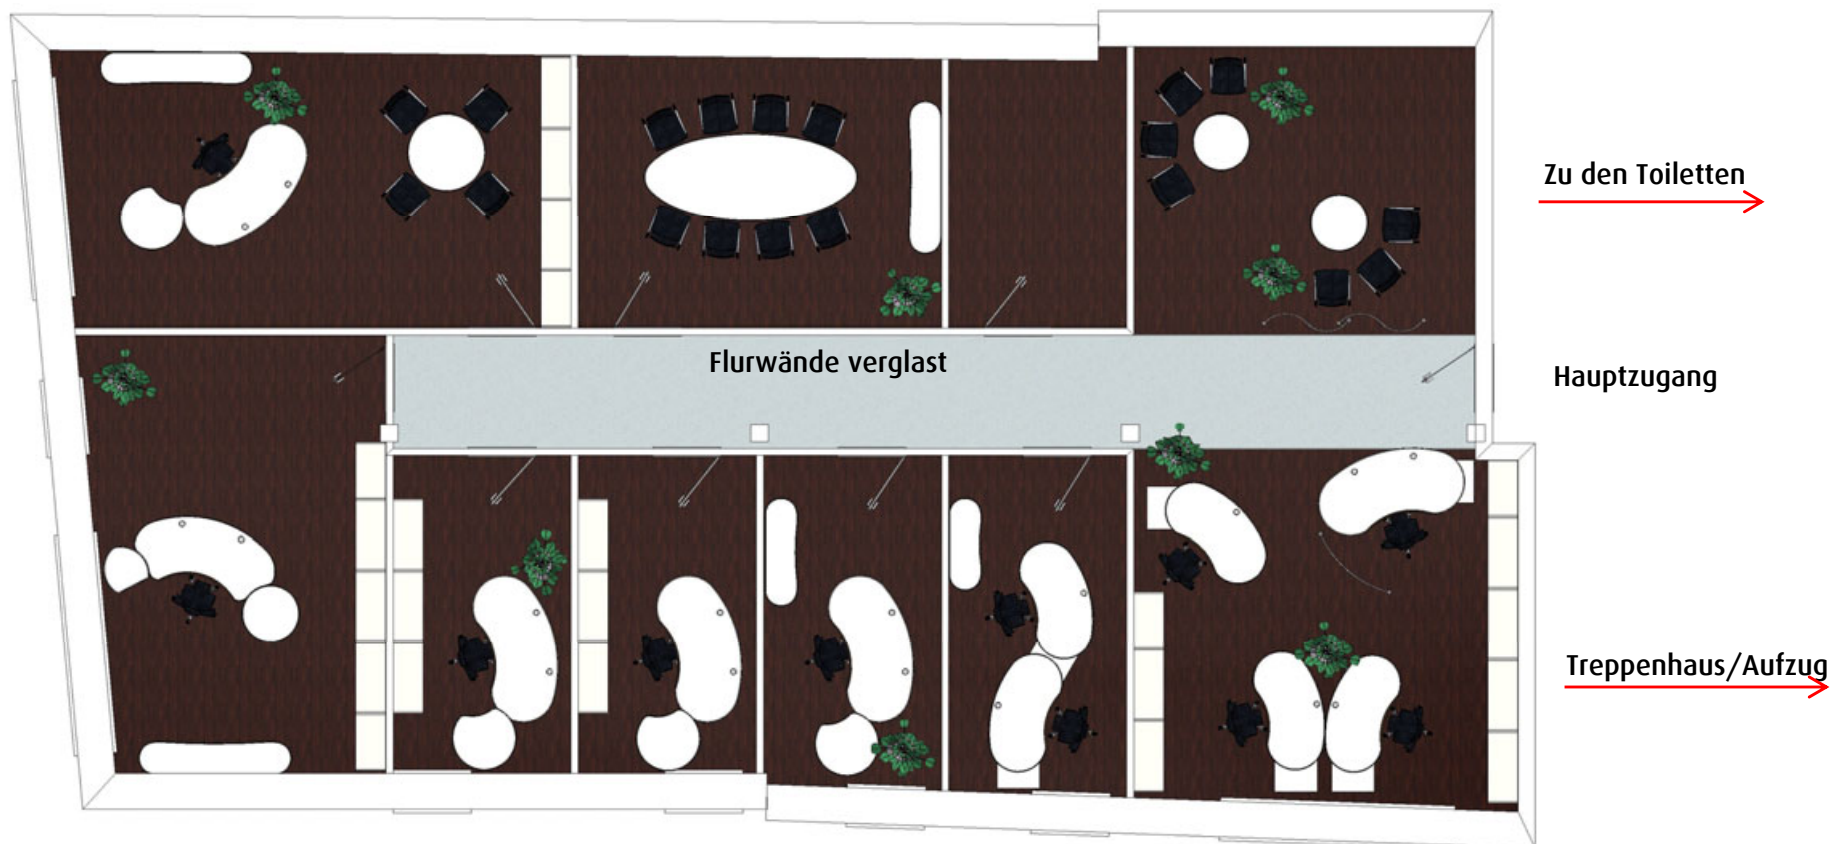 Zu den Toiletten
Flurwände verglast
Hauptzugang
Treppenhaus/Aufzug